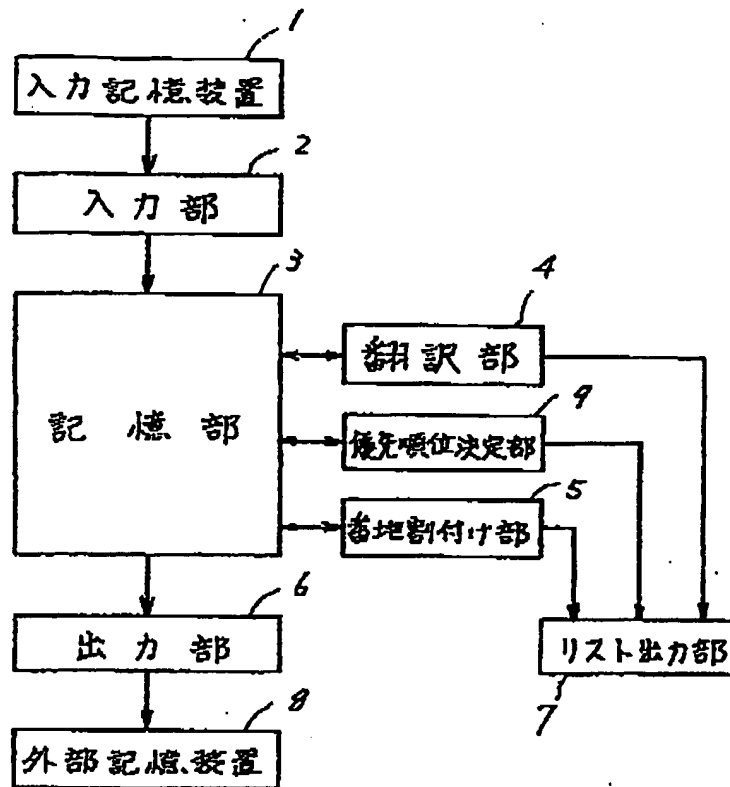 1
入力記憶装置
2
入力部
3
記憶部
4
翻訳部
9
優先順位決定部
5
番地割付け部
6
出力部
リスト出力部
7
8
外部記憶装置